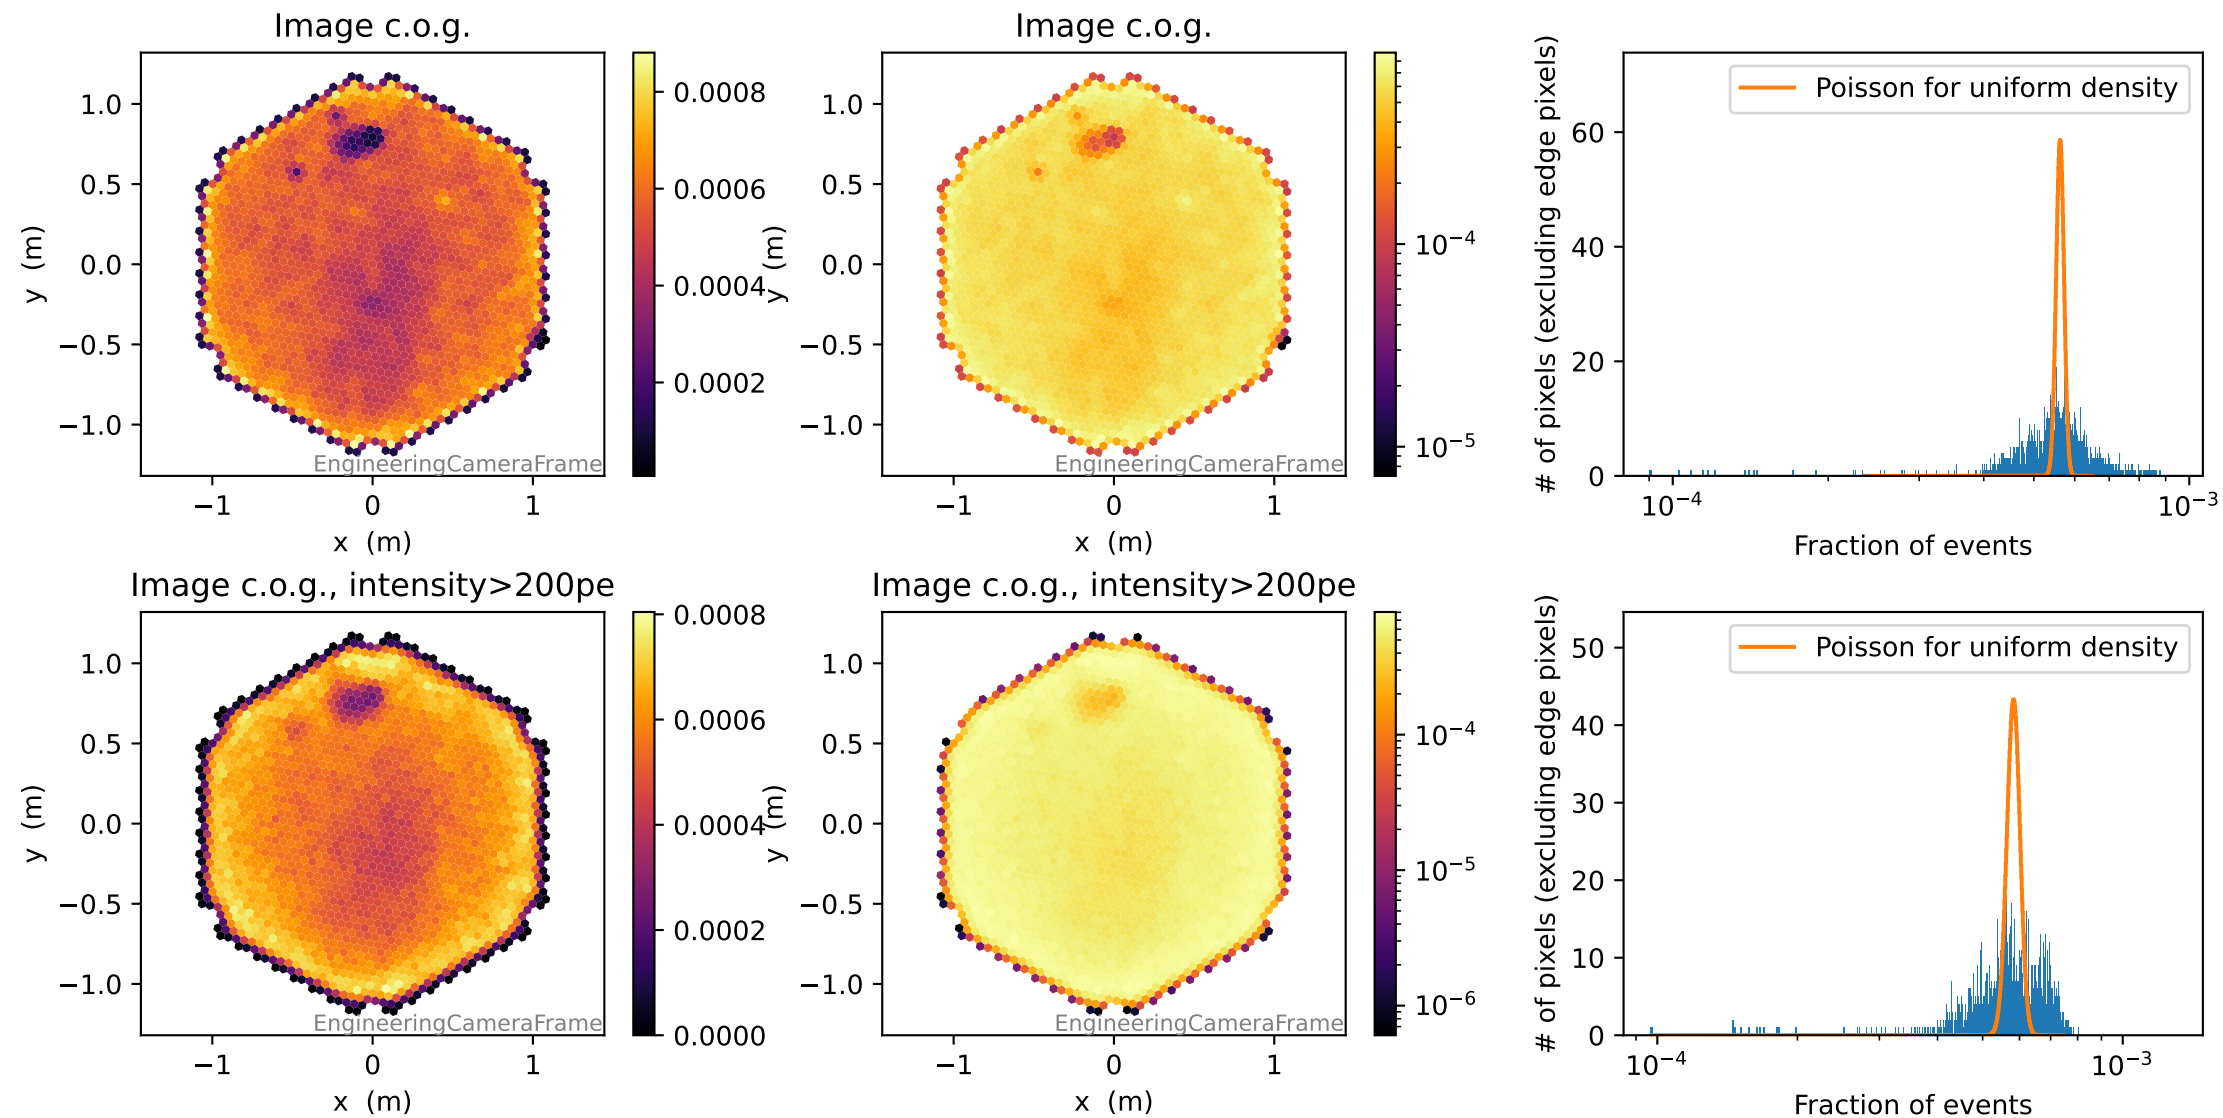 Image c.o.g.
1.0
0.5
0.0
−0.5
−1.0
y (m)
−1
0
1
x (m)
EngineeringCameraFrame
0.0008
0.0006
0.0004
0.0002
Image c.o.g.
1.0
0.5
0.0
−0.5
−1.0
y (m)
−1
0
1
x (m)
EngineeringCameraFrame
10⁻⁴
10⁻⁵
# of pixels (excluding edge pixels)
60
40
20
0
Poisson for uniform density
10⁻⁴
10⁻³
Fraction of events
Image c.o.g., intensity>200pe
1.0
0.5
0.0
−0.5
−1.0
y (m)
−1
0
1
x (m)
EngineeringCameraFrame
0.0008
0.0006
0.0004
0.0002
0.0000
Image c.o.g., intensity>200pe
1.0
0.5
0.0
−0.5
−1.0
y (m)
−1
0
1
x (m)
EngineeringCameraFrame
10⁻⁴
10⁻⁵
10⁻⁶
# of pixels (excluding edge pixels)
50
40
30
20
10
0
Poisson for uniform density
10⁻⁴
10⁻³
Fraction of events